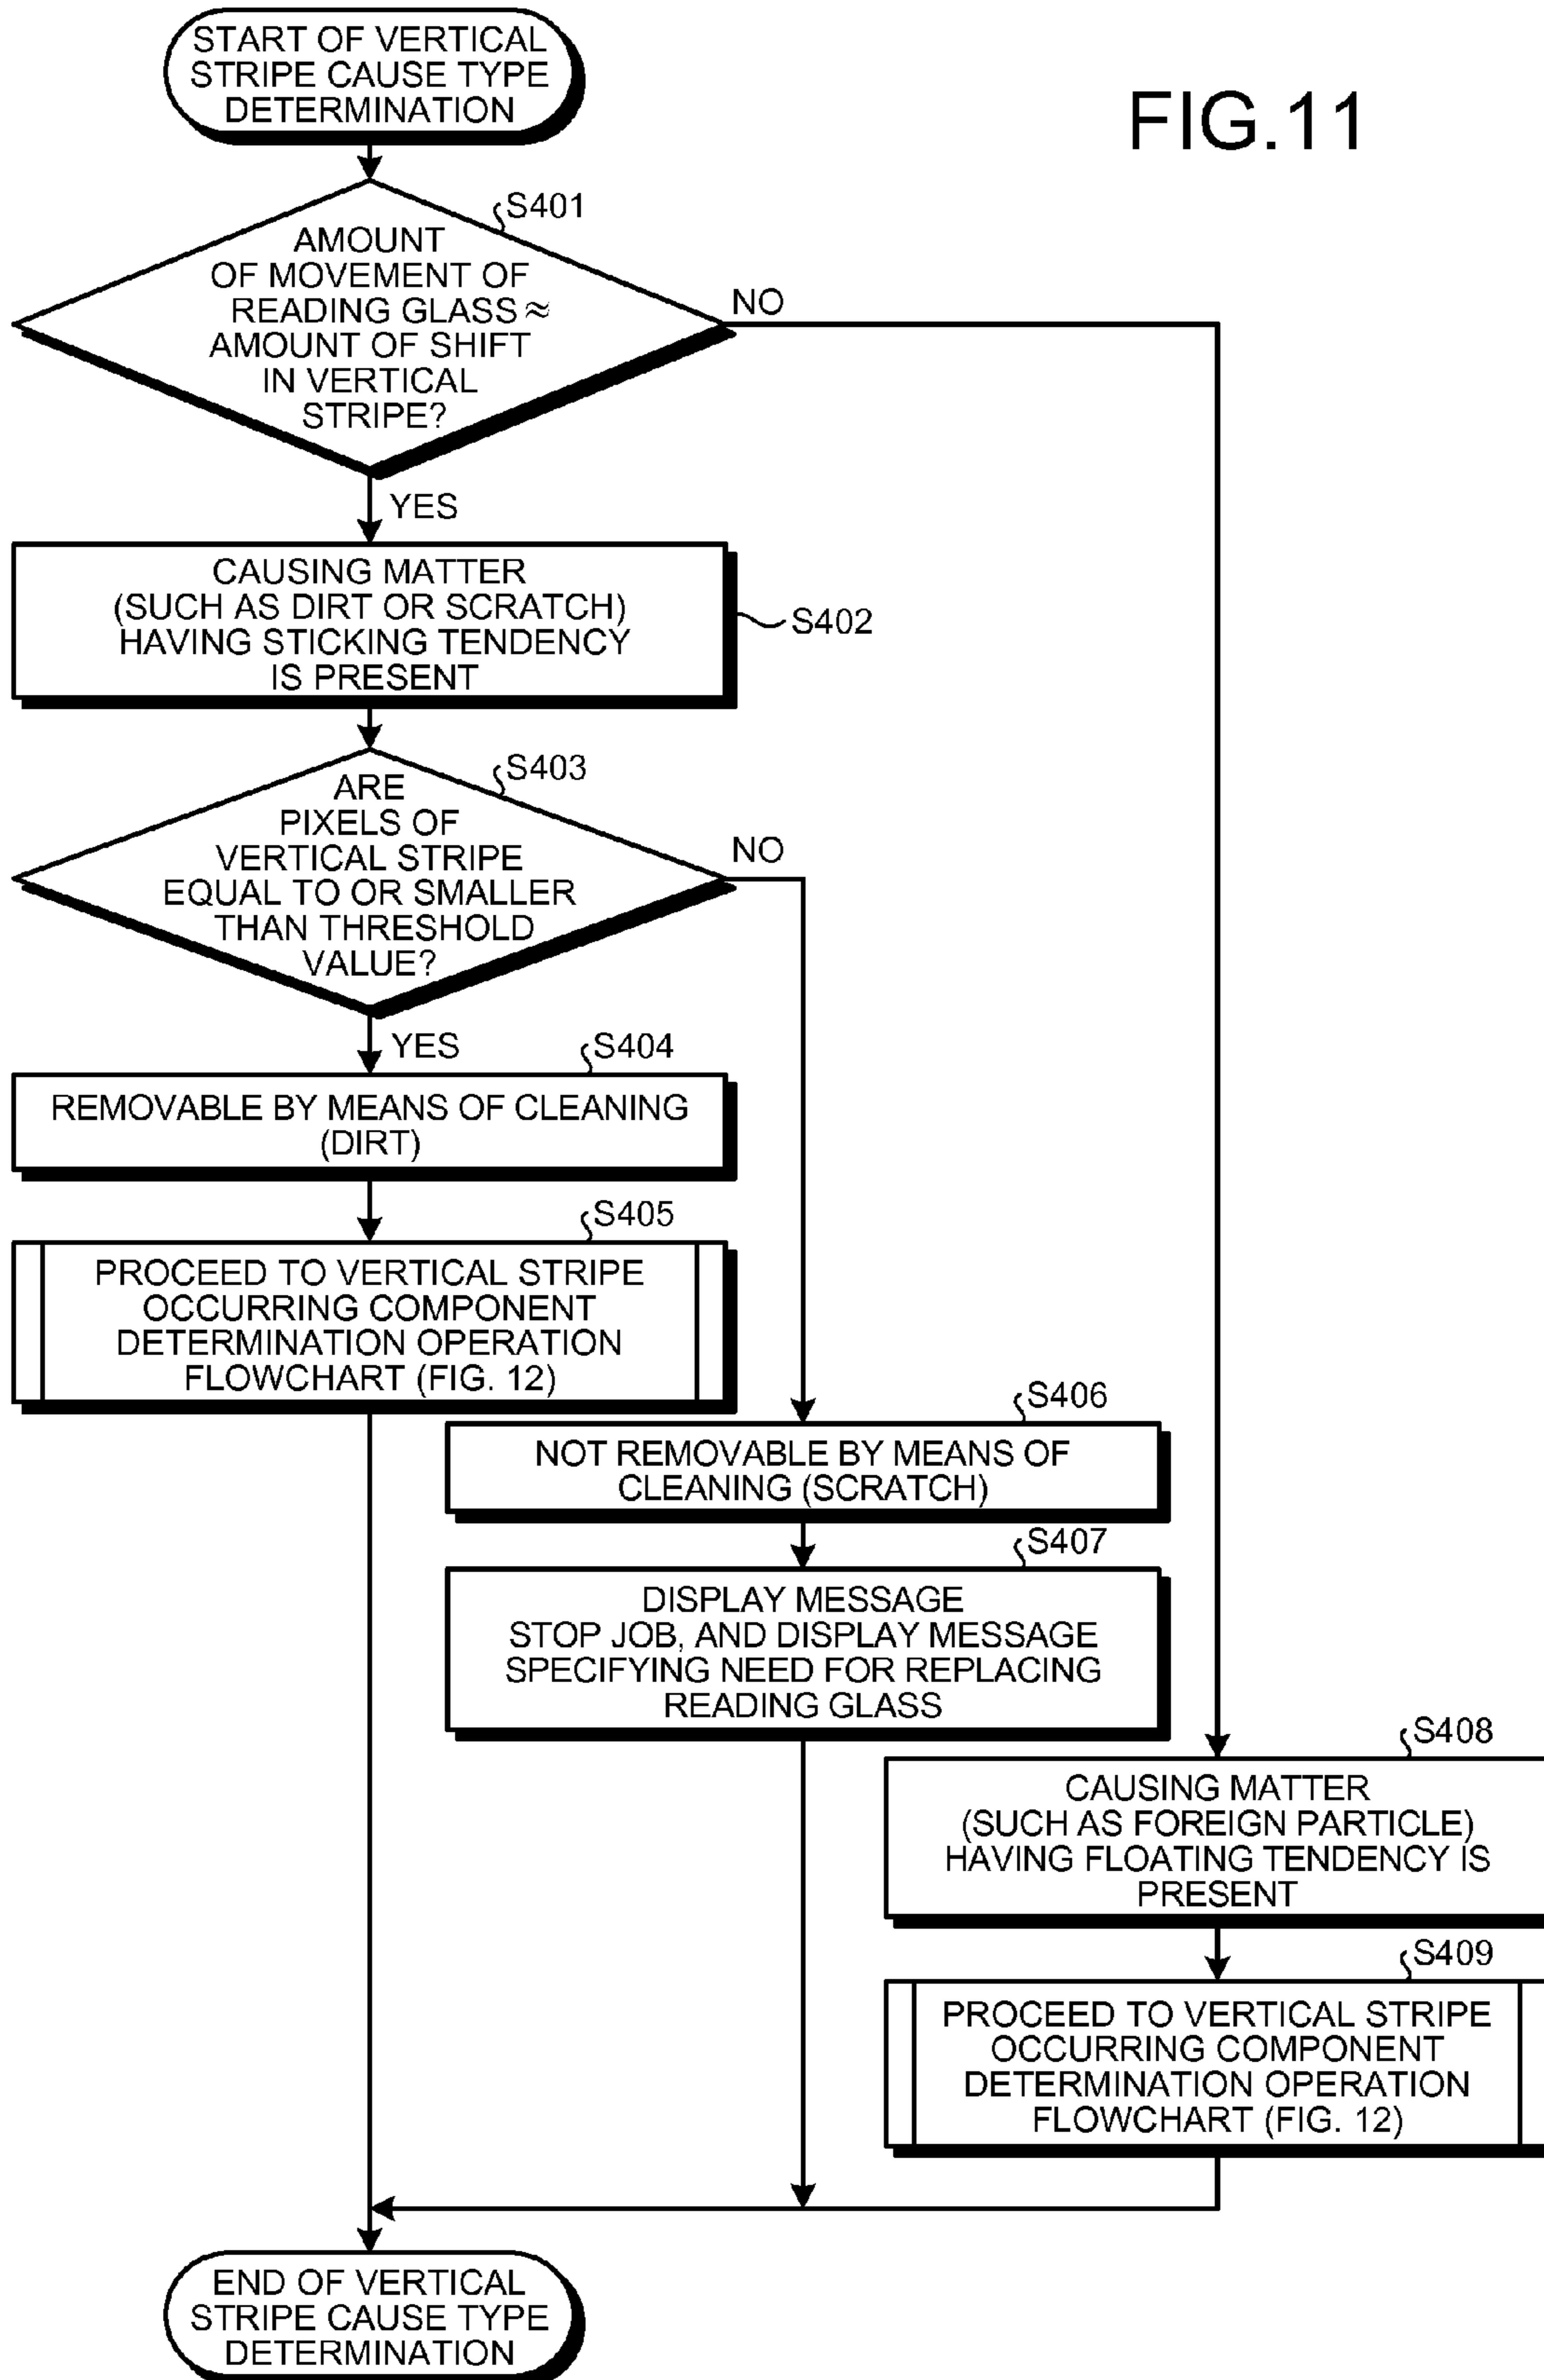 START OF VERTICAL
STRIPE CAUSE TYPE
DETERMINATION
FIG.11
S401
AMOUNT
OF MOVEMENT OF
READING GLASS ≈
AMOUNT OF SHIFT
IN VERTICAL
STRIPE?
NO
YES
CAUSING MATTER
(SUCH AS DIRT OR SCRATCH)
HAVING STICKING TENDENCY
IS PRESENT
S402
S403
ARE
PIXELS OF
VERTICAL STRIPE
EQUAL TO OR SMALLER
THAN THRESHOLD
VALUE?
NO
YES
S404
REMOVABLE BY MEANS OF CLEANING
(DIRT)
S405
PROCEED TO VERTICAL STRIPE
OCCURRING COMPONENT
DETERMINATION OPERATION
FLOWCHART (FIG. 12)
S406
NOT REMOVABLE BY MEANS OF
CLEANING (SCRATCH)
S407
DISPLAY MESSAGE
STOP JOB, AND DISPLAY MESSAGE
SPECIFYING NEED FOR REPLACING
READING GLASS
S408
CAUSING MATTER
(SUCH AS FOREIGN PARTICLE)
HAVING FLOATING TENDENCY IS
PRESENT
S409
PROCEED TO VERTICAL STRIPE
OCCURRING COMPONENT
DETERMINATION OPERATION
FLOWCHART (FIG. 12)
END OF VERTICAL
STRIPE CAUSE TYPE
DETERMINATION